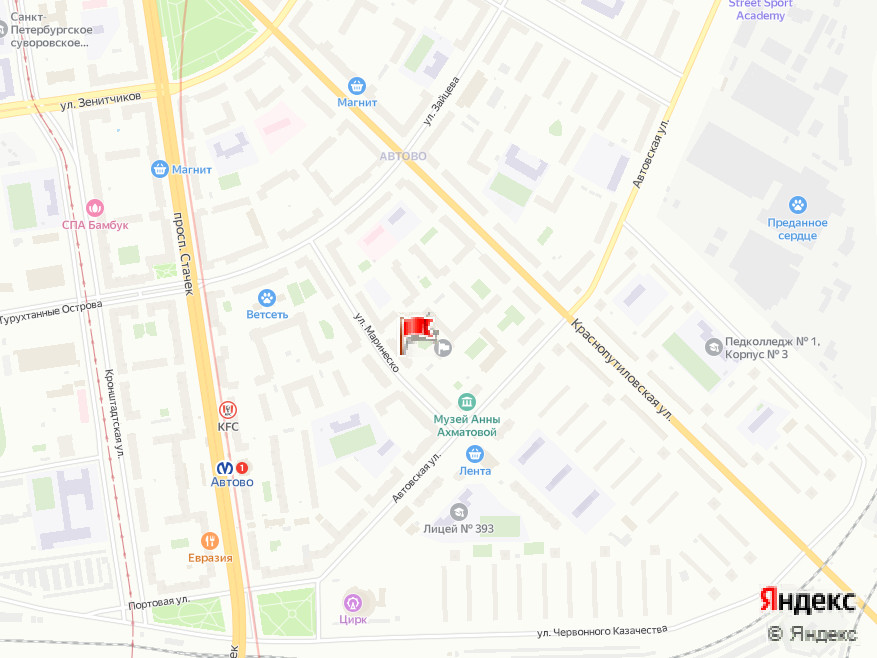 Санкт-
Петербургское
суворовское...
Street Sport
Academy
ул. Зенитчиков
Магнит
ул. Зайцева
Автовская ул.
АВТОВО
Магнит
СПА Бамбук
просп. Стачек
Преданное
сердце
Турухтанные Острова
Ветсеть
ул. Маринеско
Краснопутиловская ул.
Педколледж № 1,
Корпус № 3
Кронштадтская ул.
KFC
Музей Анны
Ахматовой
1
Автово
Лента
Автовская ул.
Лицей № 393
Евразия
Портовая ул.
Цирк
ул. Червонного Казачества
Яндекс
© Яндекс